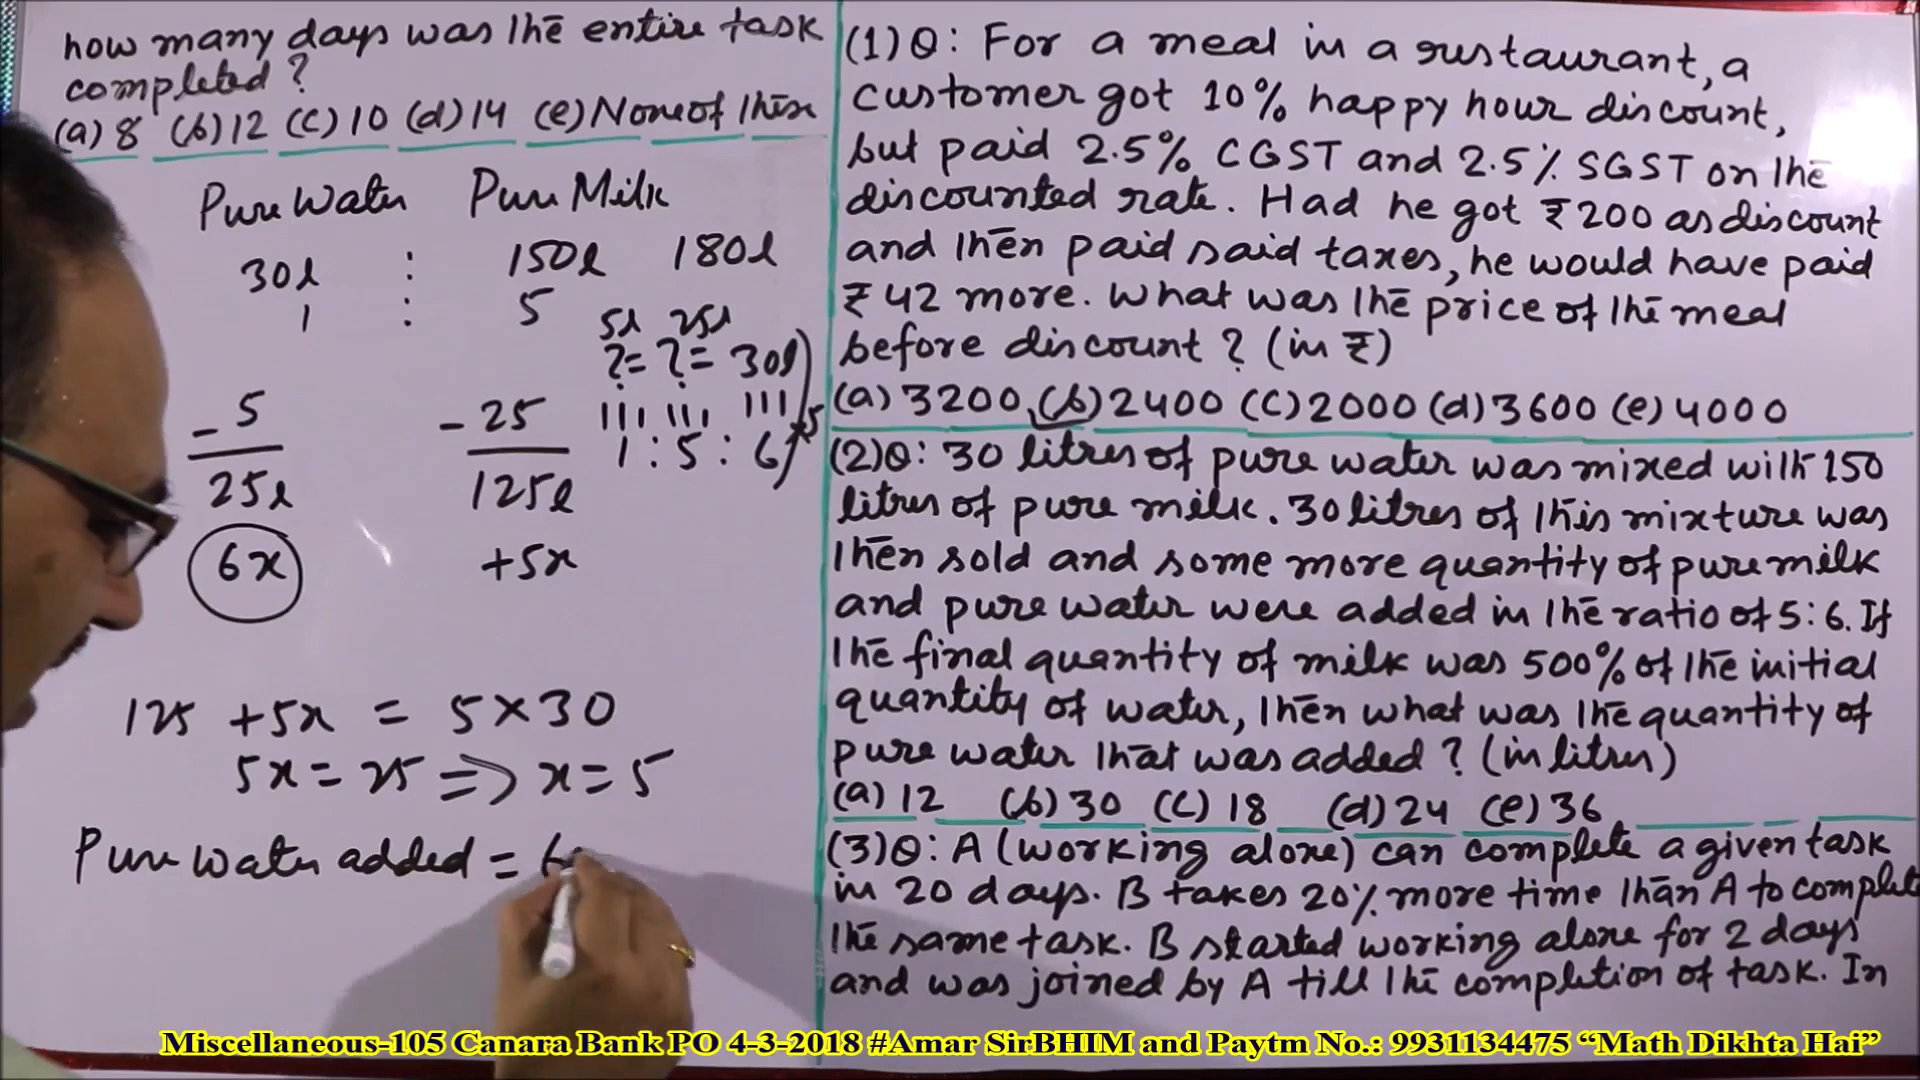 how many days was the entire task
completed?
(a) 8 (b) 12 (c) 10 (d) 14 (e) None of these
Pure Water Pure Milk
30l : 150l 180l
1 : 5
5l 25l
?= ?= 30l
- 5 - 25
1 : 5 : 6 ×5
25l 125l
6x +5x
125 +5x = 5×30
5x = 25 => x = 5
Pure water added = 6
(1)Q: For a meal in a restaurant, a
customer got 10% happy hour discount,
but paid 2.5% CGST and 2.5% SGST on the
discounted rate. Had he got ₹200 as discount
and then paid said taxes, he would have paid
₹42 more. What was the price of the meal
before discount? (in ₹)
(a) 3200 (b) 2400 (c) 2000 (d) 3600 (e) 4000
(2)Q: 30 litres of pure water was mixed with 150
litres of pure milk. 30 litres of this mixture was
then sold and some more quantity of pure milk
and pure water were added in the ratio of 5:6. If
the final quantity of milk was 500% of the initial
quantity of water, then what was the quantity of
pure water that was added? (in litres)
(a) 12 (b) 30 (c) 18 (d) 24 (e) 36
(3)Q: A (working alone) can complete a given task
in 20 days. B takes 20% more time than A to complete
the same task. B started working alone for 2 days
and was joined by A till the completion of task. In
Miscellaneous-105 Canara Bank PO 4-3-2018 #Amar SirBHIM and Paytm No.: 9931134475 “Math Dikhta Hai”